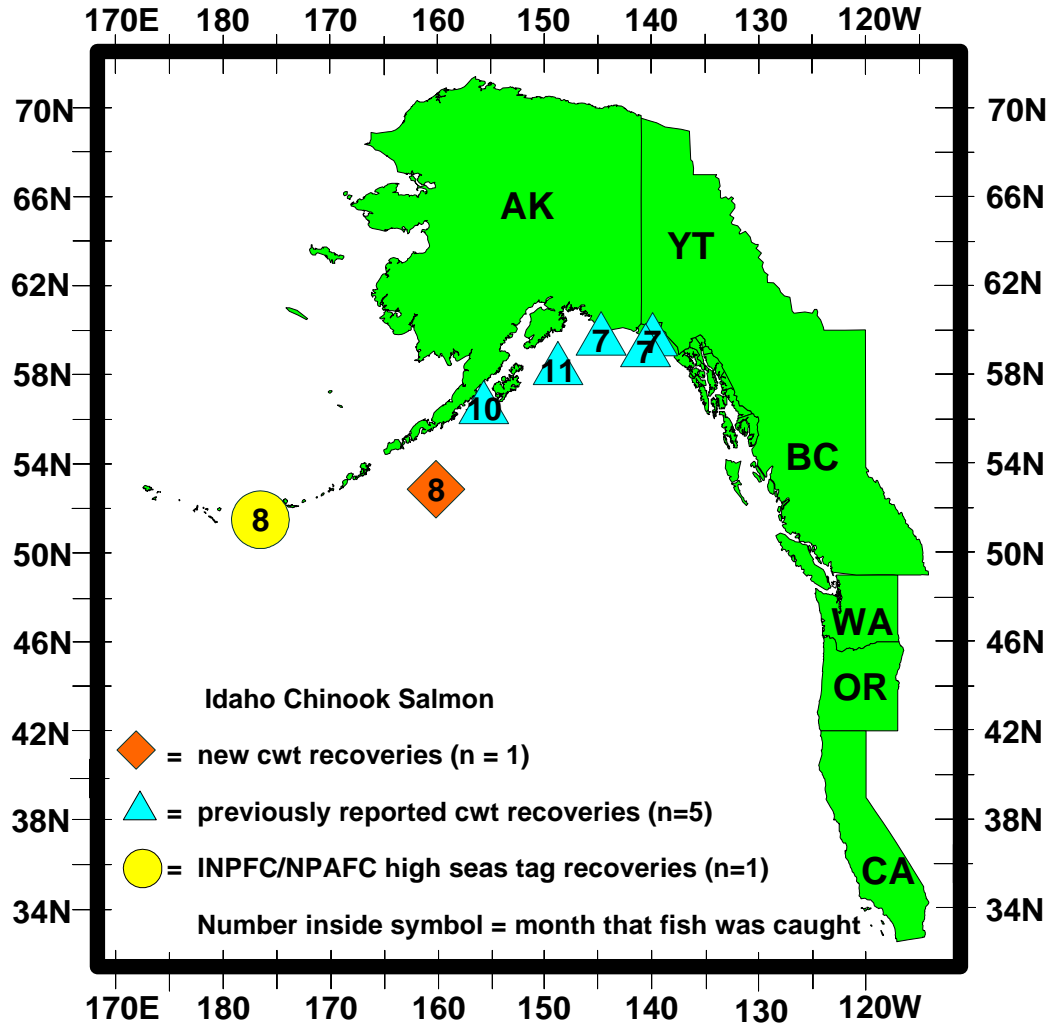 170E 180 170 160 150 140 130 120W
70N 70N
AK
66N 66N
YT
62N 62N
7 7
7
58N 11 58N
10
54N BC 54N
8
8
50N 50N
WA
46N 46N
OR
Idaho Chinook Salmon
42N 42N
= new cwt recoveries (n = 1)
38N = previously reported cwt recoveries (n=5) 38N
= INPFC/NPAFC high seas tag recoveries (n=1) CA
34N 34N
Number inside symbol = month that fish was caught
170E 180 170 160 150 140 130 120W